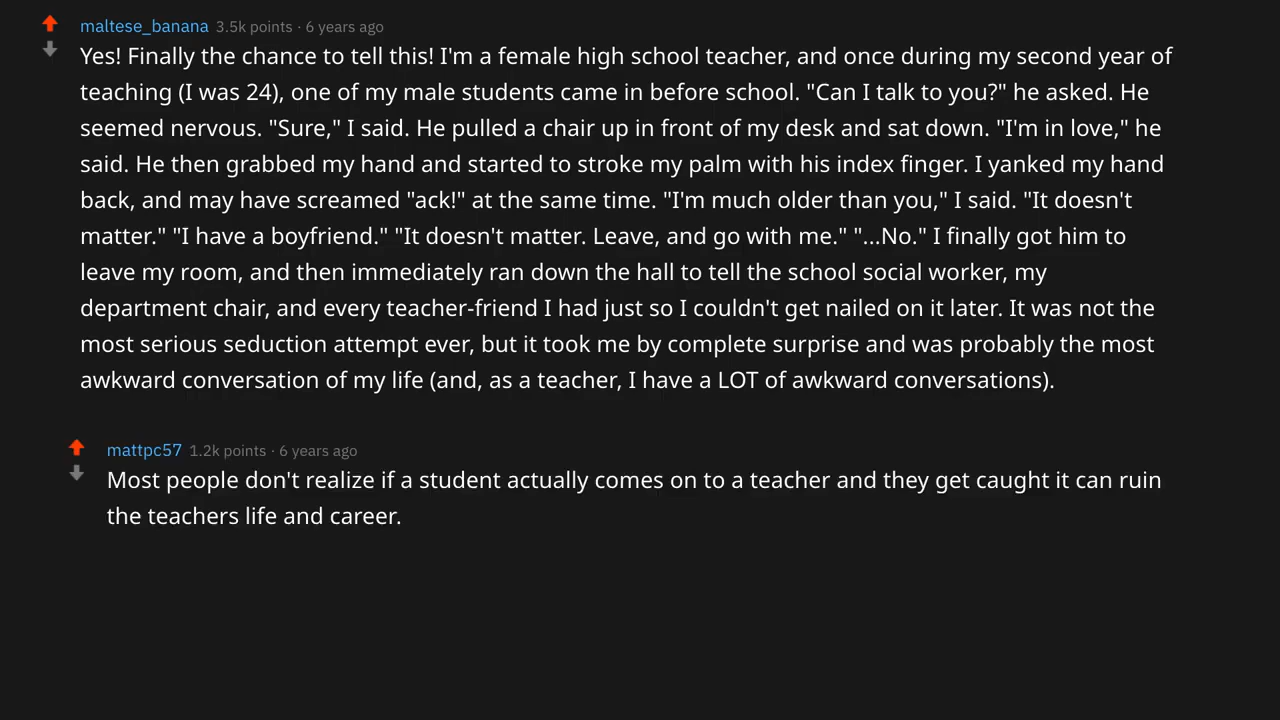 maltese_banana 3.5k points · 6 years ago
Yes! Finally the chance to tell this! I'm a female high school teacher, and once during my second year of
teaching (I was 24), one of my male students came in before school. "Can I talk to you?" he asked. He
seemed nervous. "Sure," I said. He pulled a chair up in front of my desk and sat down. "I'm in love," he
said. He then grabbed my hand and started to stroke my palm with his index finger. I yanked my hand
back, and may have screamed "ack!" at the same time. "I'm much older than you," I said. "It doesn't
matter." "I have a boyfriend." "It doesn't matter. Leave, and go with me." "...No." I finally got him to
leave my room, and then immediately ran down the hall to tell the school social worker, my
department chair, and every teacher-friend I had just so I couldn't get nailed on it later. It was not the
most serious seduction attempt ever, but it took me by complete surprise and was probably the most
awkward conversation of my life (and, as a teacher, I have a LOT of awkward conversations).
mattpc57 1.2k points · 6 years ago
Most people don't realize if a student actually comes on to a teacher and they get caught it can ruin
the teachers life and career.